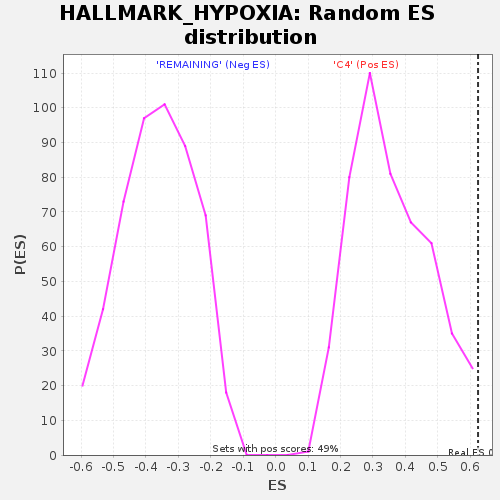 HALLMARK_HYPOXIA: Random ES
distribution
'REMAINING' (Neg ES) 'C4' (Pos ES)
110
100
90
80
70
60
50
40
30
20
10
0
P(ES)
Sets with pos scores: 49%
Real ES 0
-0.6 -0.5 -0.4 -0.3 -0.2 -0.1 0.0 0.1 0.2 0.3 0.4 0.5 0.6
ES